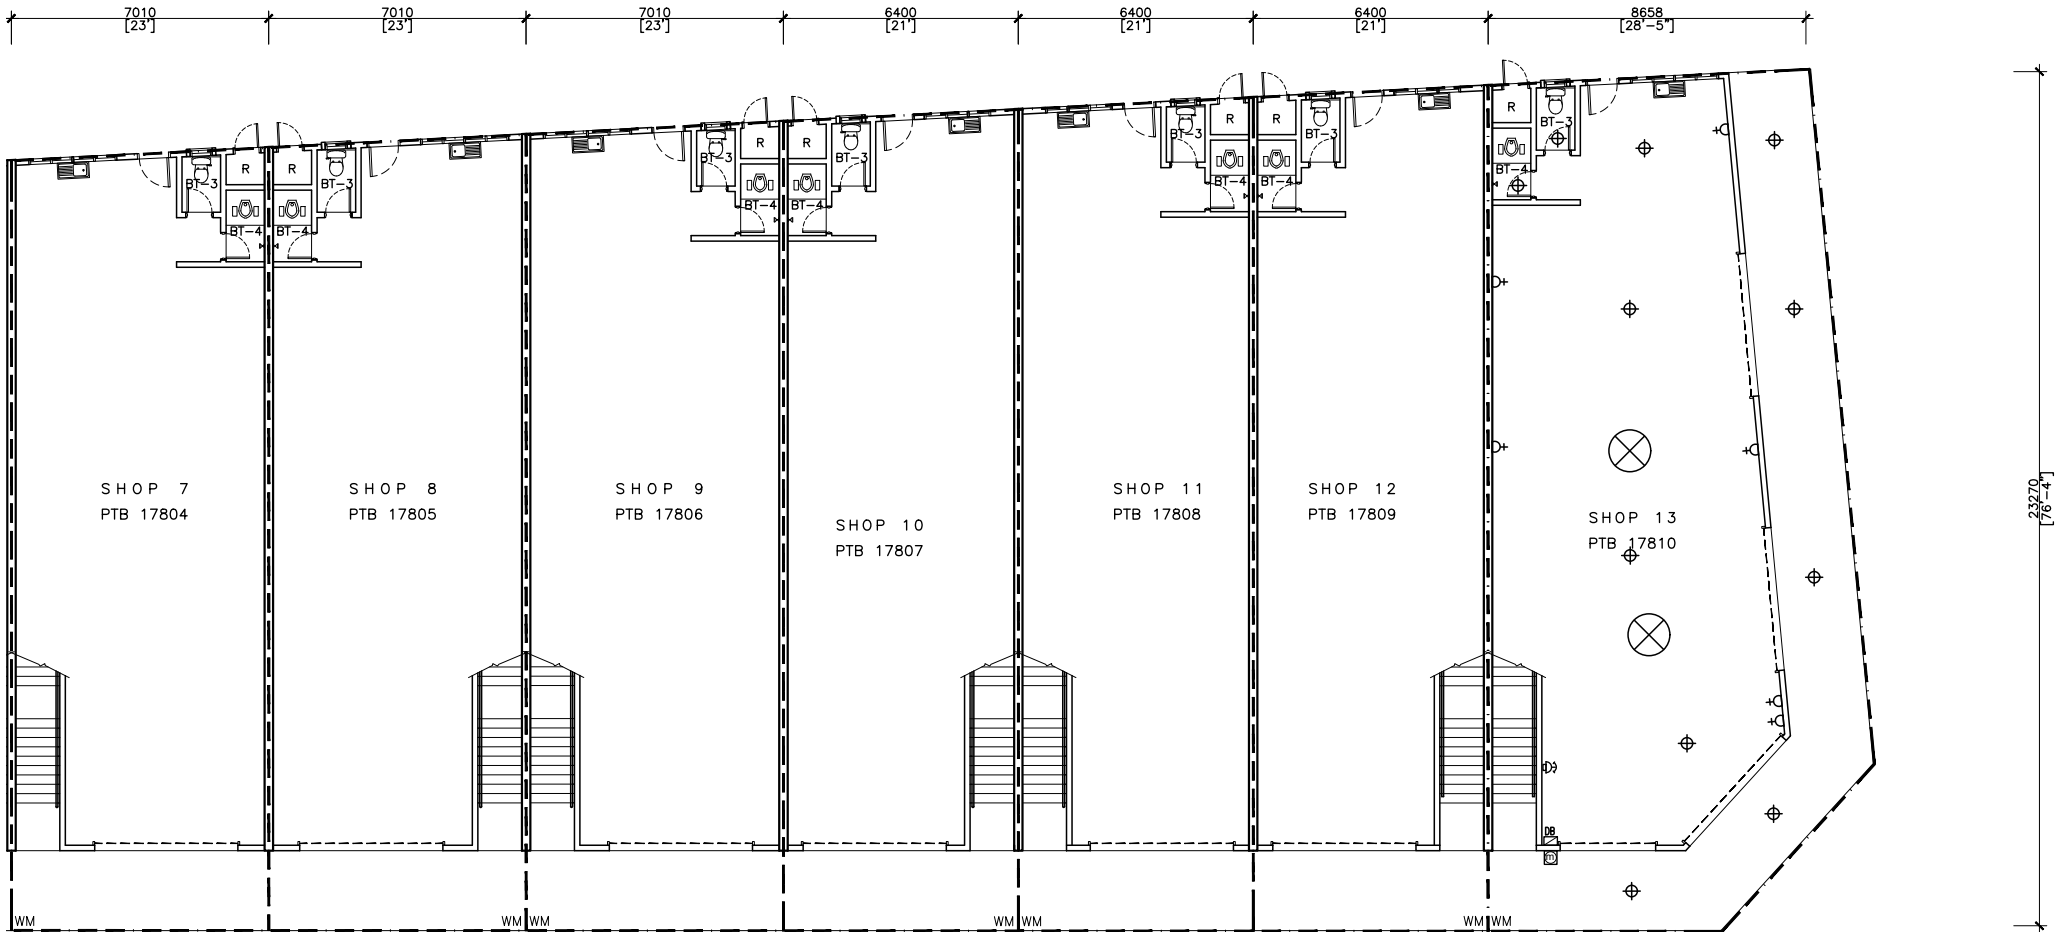 7010 7010 7010 6400 6400 6400 8658
[23'] [23'] [23'] [21'] [21'] [21'] [28'-5"]
R BT-3
R BT-3 BT-3 R
BT-3 R R BT-3
BT-3 R R BT-3
BT-4
BT-4 BT-4
BT-4 BT-4
BT-4 BT-4
SHOP 7
PTB 17804
SHOP 8
PTB 17805
SHOP 9
PTB 17806
SHOP 10
PTB 17807
SHOP 11
PTB 17808
SHOP 12
PTB 17809
SHOP 13
PTB 17810
23270
[76'-4"]
DB
m
WM WM WM WM WM WM WM